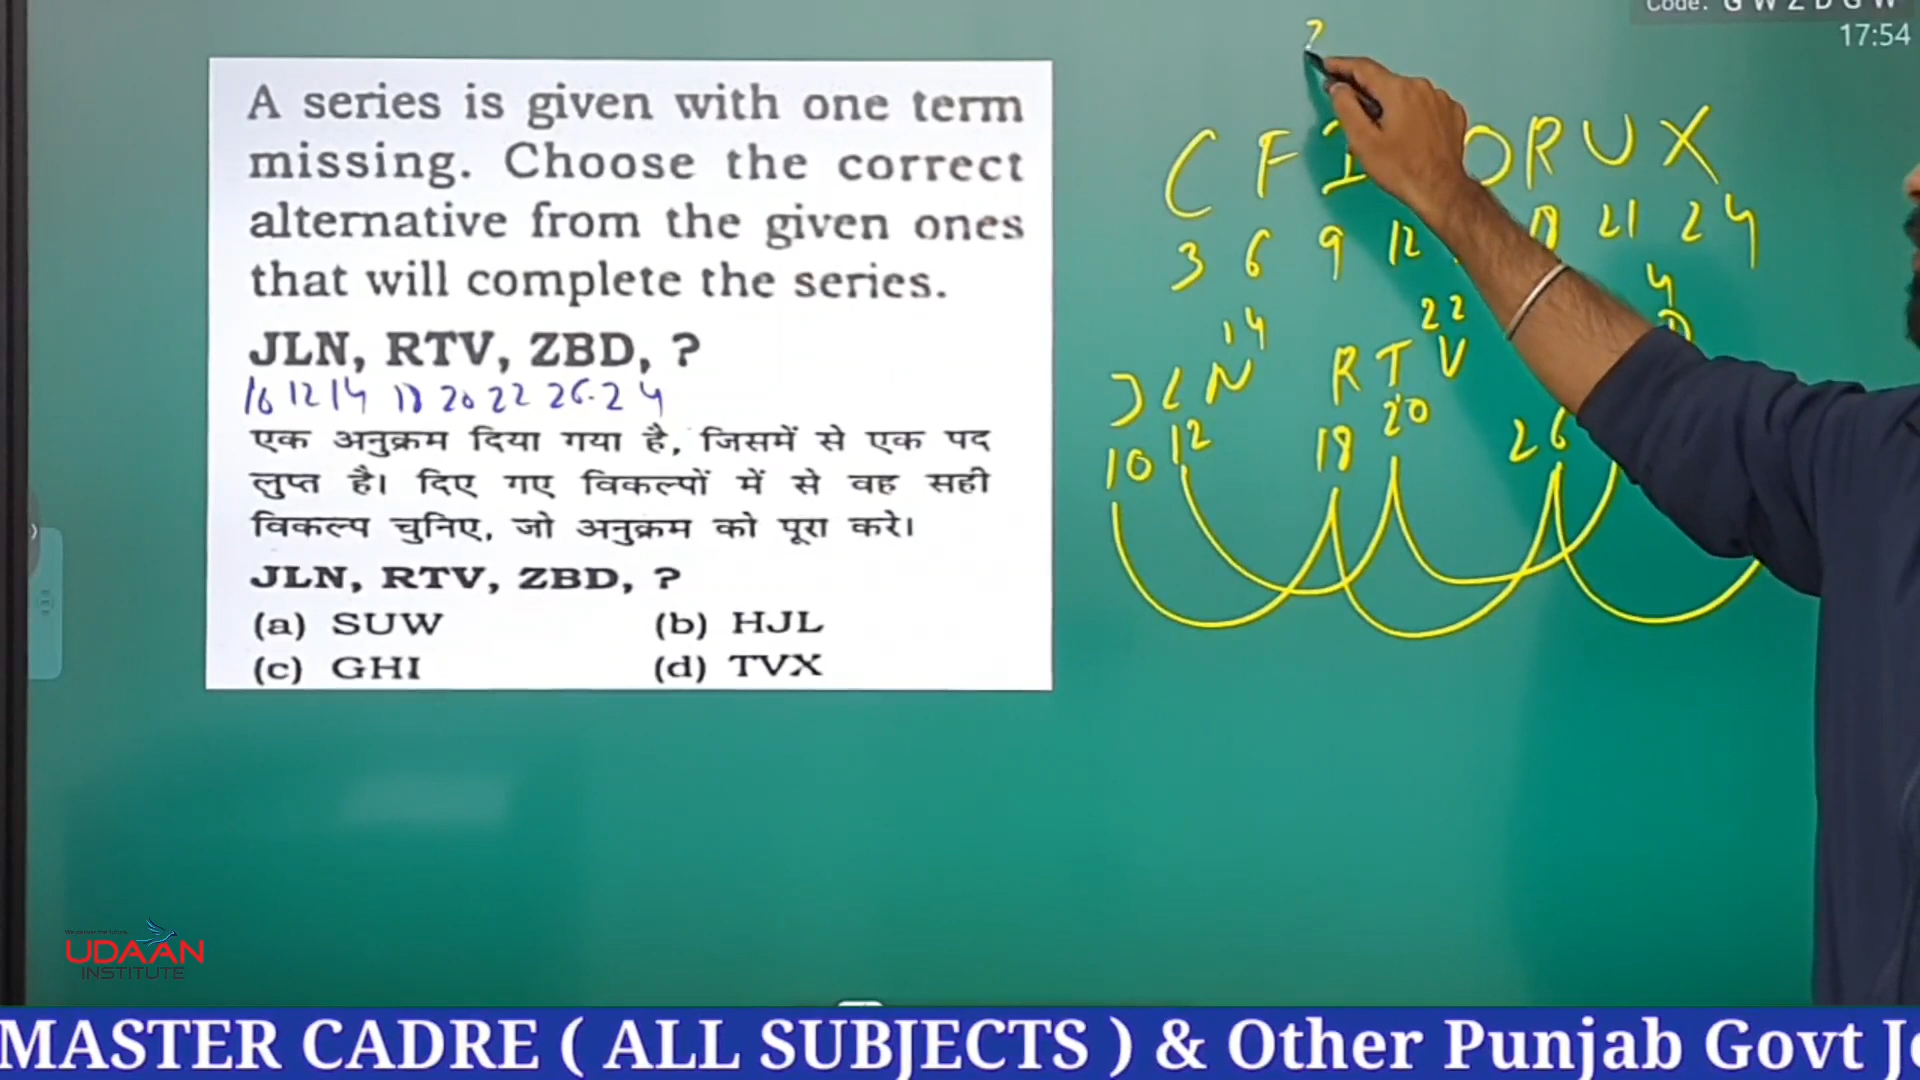 Code: G W Z D G W
17:54
A series is given with one term
missing. Choose the correct
alternative from the given ones
that will complete the series.
JLN, RTV, ZBD, ?
10 12 14 18 20 22 26 2 4
एक अनुक्रम दिया गया है, जिसमें से एक पद
लुप्त है। दिए गए विकल्पों में से वह सही
विकल्प चुनिए, जो अनुक्रम को पूरा करे।
JLN, RTV, ZBD, ?
(a) SUW (b) HJL
(c) GHI (d) TVX
C F I O R U X
3 6 9 12 18 21 24
14 22 4
J L N R T V D
10 12 18 20 26
UDAAN
INSTITUTE
MASTER CADRE ( ALL SUBJECTS ) & Other Punjab Govt